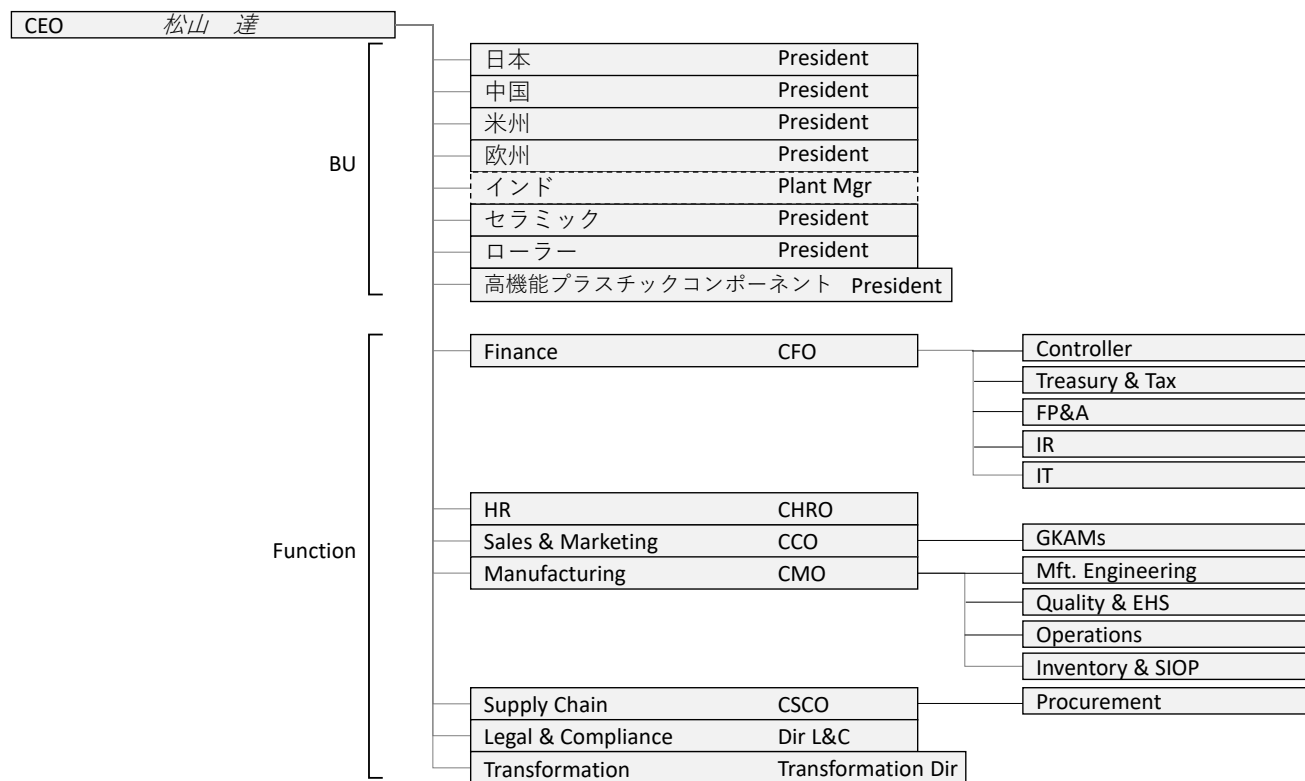 CEO 松山 達
BU
日本 President
中国 President
米州 President
欧州 President
インド Plant Mgr
セラミック President
ローラー President
高機能プラスチックコンポーネント President
Function
Finance CFO
Controller
Treasury & Tax
FP&A
IR
IT
HR CHRO
Sales & Marketing CCO
GKAMs
Manufacturing CMO
Mft. Engineering
Quality & EHS
Operations
Inventory & SIOP
Supply Chain CSCO
Procurement
Legal & Compliance Dir L&C
Transformation Transformation Dir